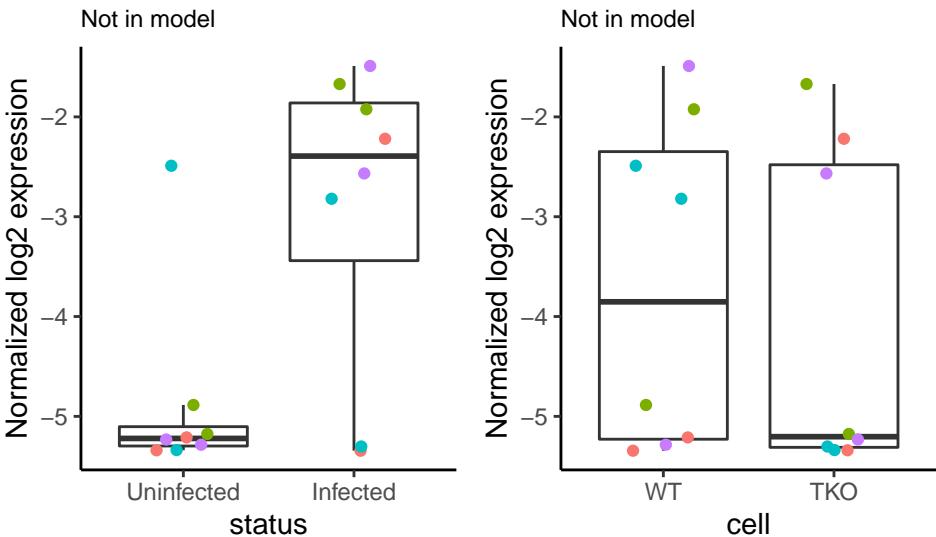 Not in model
Normalized log2 expression
−2
−3
−4
−5
Uninfected
Infected
status
Not in model
Normalized log2 expression
−2
−3
−4
−5
WT
TKO
cell